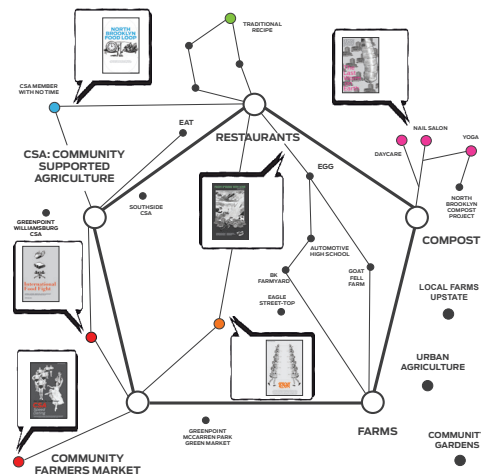 NORTH
BROOKLYN
FOOD LOOP
TRADITIONAL
RECIPE
CSA MEMBER
WITH NO TIME
EAT
RESTAURANTS
NAIL SALON
DAYCARE
YOGA
CSA: COMMUNITY
SUPPORTED
AGRICULTURE
EGG
SOUTHSIDE
CSA
NORTH
BROOKLYN
COMPOST
PROJECT
GREENPOINT
WILLIAMSBURG
CSA
COMPOST
AUTOMOTIVE
HIGH SCHOOL
BK
FARMYARD
GOAT
FELL
FARM
International
Food Fight
EAGLE
STREET-TOP
LOCAL FARMS
UPSTATE
URBAN
AGRICULTURE
GREENPOINT
MCCARREN PARK
GREEN MARKET
FARMS
COMMUNIT
GARDENS
COMMUNITY
FARMERS MARKET